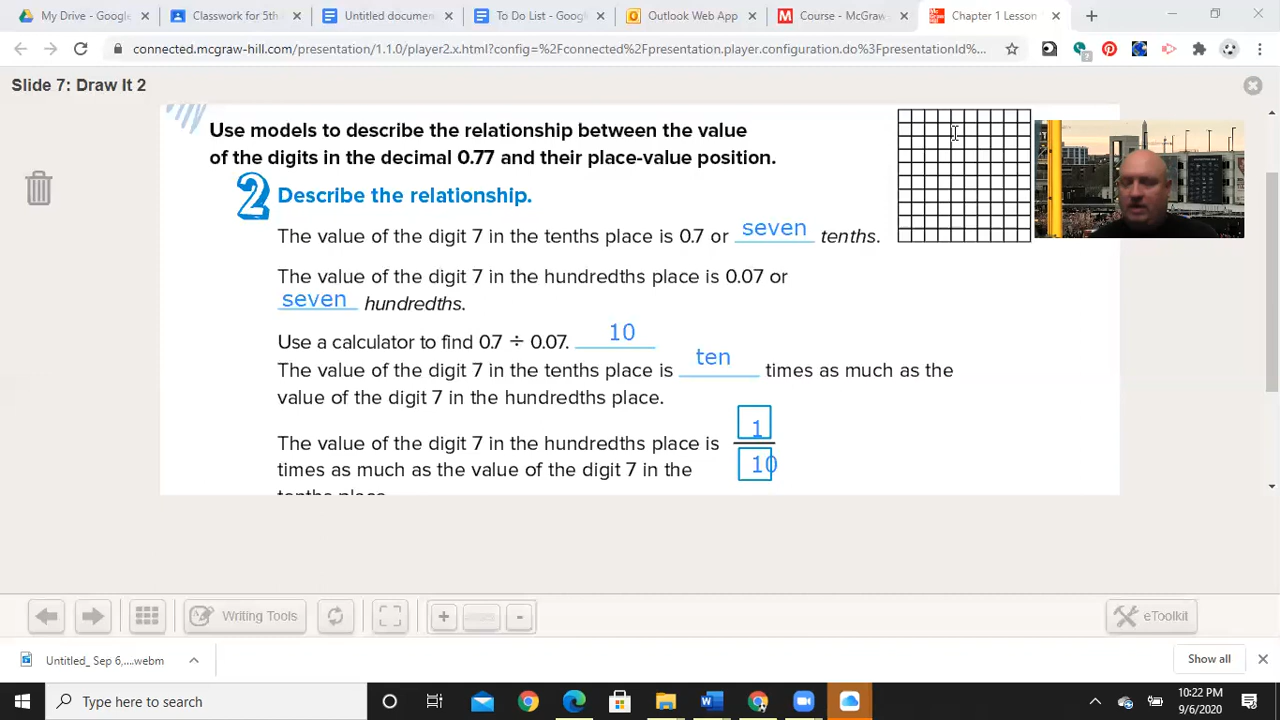 My Drive - Google
Classwork for 5th
Untitled documen
To Do List - Goog
Outlook Web App
Course - McGraw
Chapter 1 Lesson
connected.mcgraw-hill.com/presentation/1.1.0/player2.x.html?config=%2Fconnected%2Fpresentation.player.configuration.do%3FpresentationId%...
Slide 7: Draw It 2
Use models to describe the relationship between the value
of the digits in the decimal 0.77 and their place-value position.
2 Describe the relationship.
The value of the digit 7 in the tenths place is 0.7 or seven tenths.
The value of the digit 7 in the hundredths place is 0.07 or
seven hundredths.
Use a calculator to find 0.7 ÷ 0.07. 10
The value of the digit 7 in the tenths place is ten times as much as the
value of the digit 7 in the hundredths place.
The value of the digit 7 in the hundredths place is 1/10
times as much as the value of the digit 7 in the
tenths place
Writing Tools
+
-
eToolkit
Untitled_ Sep 6,....webm
Show all
Type here to search
10:22 PM
9/6/2020